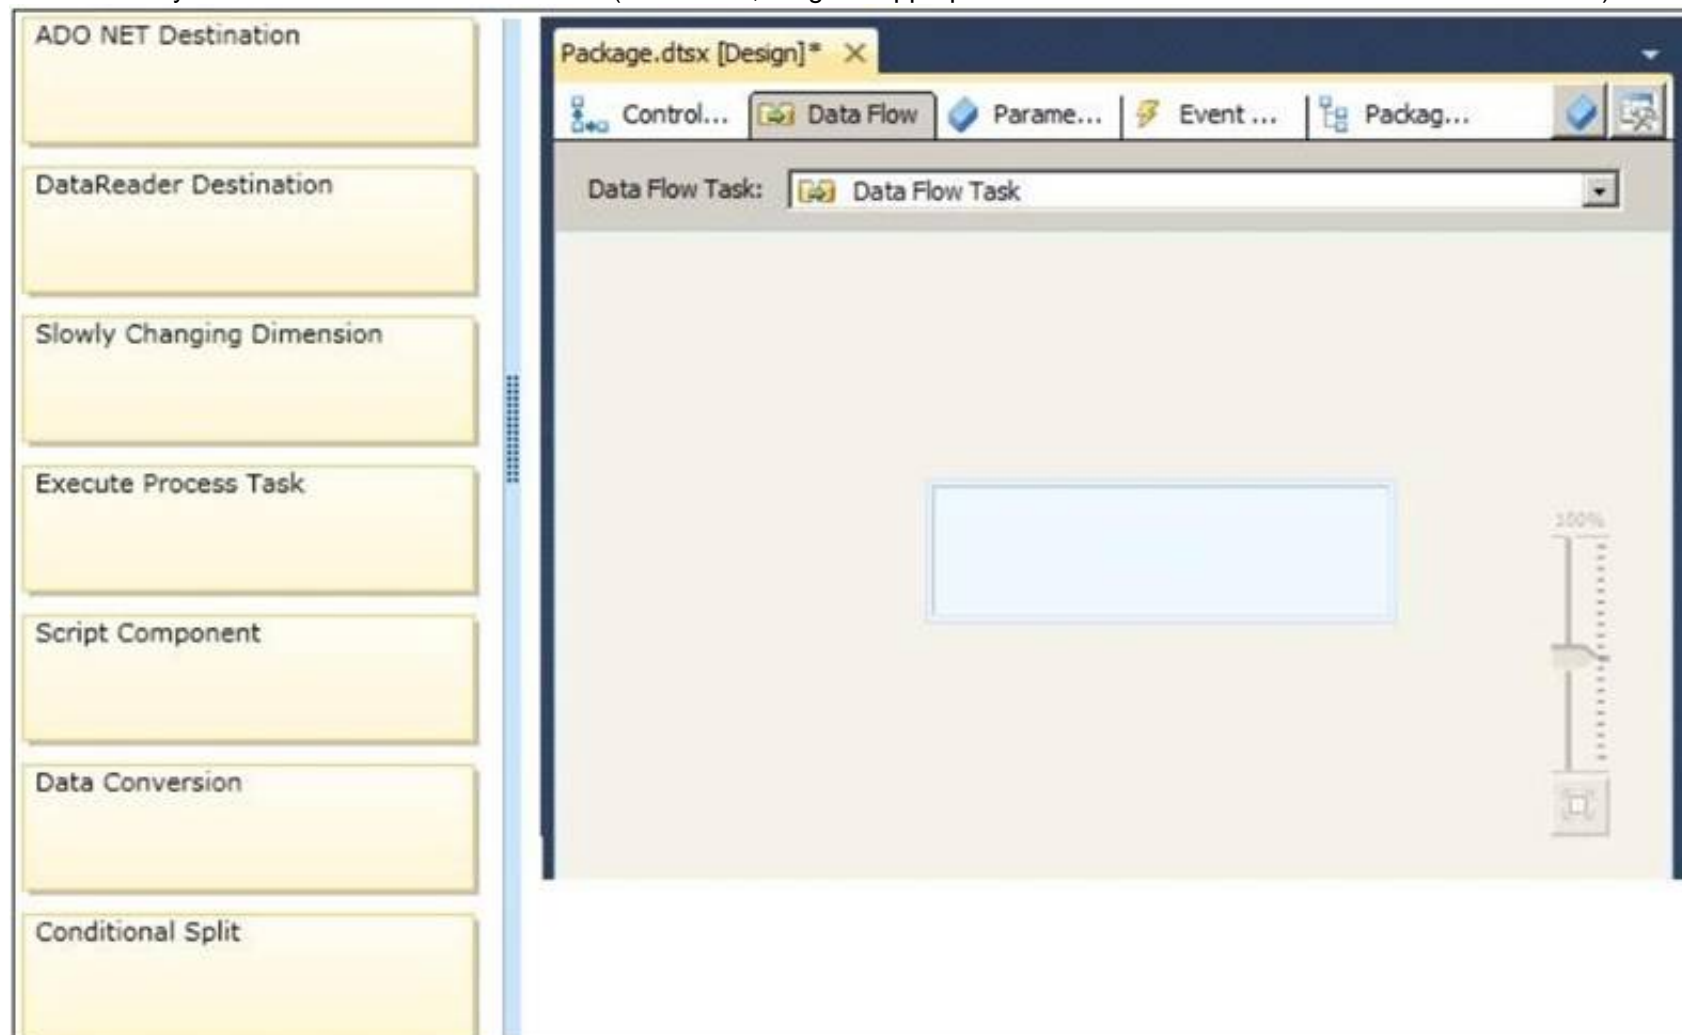 ADO NET Destination
DataReader Destination
Slowly Changing Dimension
Execute Process Task
Script Component
Data Conversion
Conditional Split
Package.dtsx [Design]*
Control... Data Flow Parame... Event ... Packag...
Data Flow Task: Data Flow Task
100%